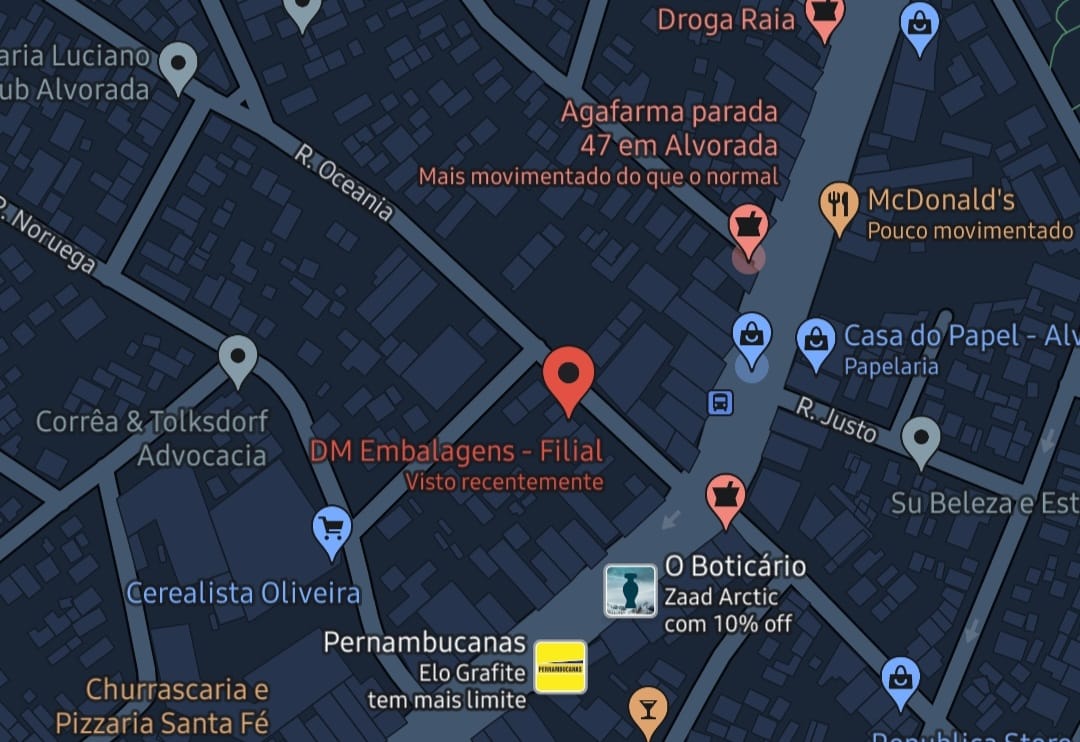 Droga Raia
aria Luciano
ub Alvorada
Agafarma parada
47 em Alvorada
Mais movimentado do que o normal
R. Oceania
McDonald's
Pouco movimentado
R. Noruega
Casa do Papel - Alv
Papelaria
R. Justo
Corrêa & Tolksdorf
Advocacia
DM Embalagens - Filial
Visto recentemente
Su Beleza e Est
Cerealista Oliveira
O Boticário
Zaad Arctic
com 10% off
Pernambucanas
Elo Grafite
tem mais limite
PERNAMBUCANAS
Churrascaria e
Pizzaria Santa Fé
Republica Store